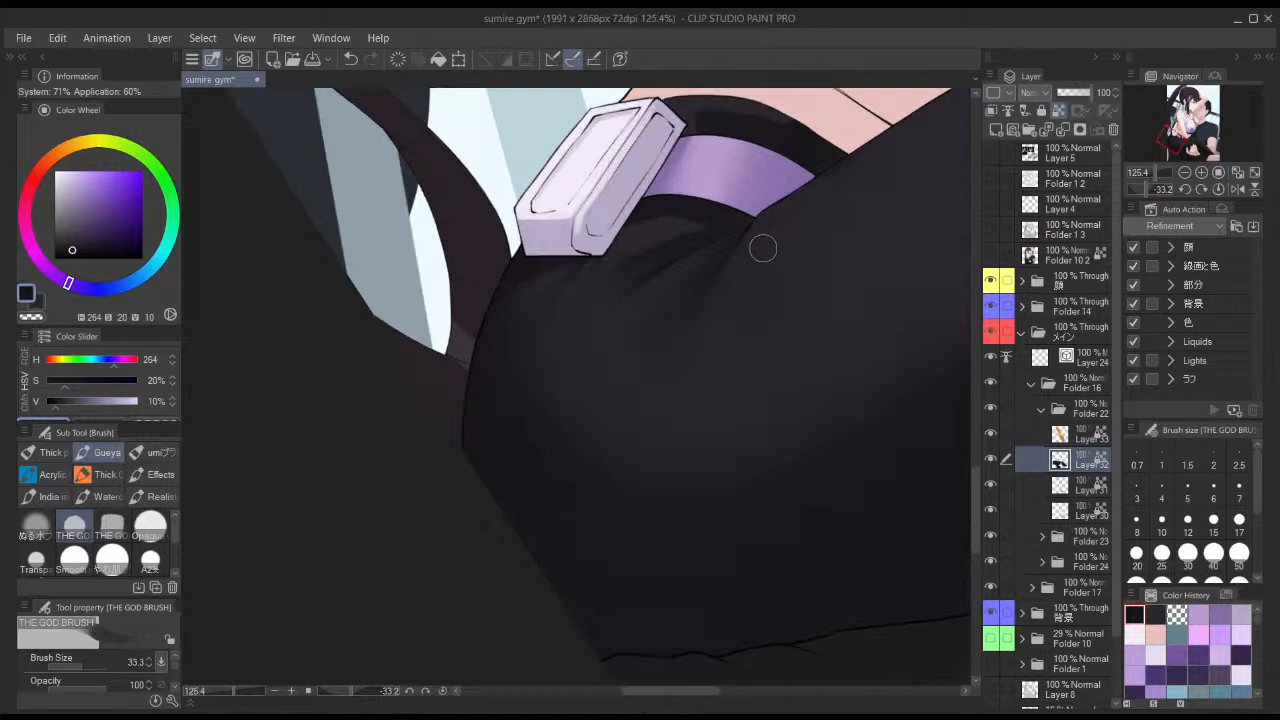 sumire gym* (1991 x 2868px 72dpi 125.4%) - CLIP STUDIO PAINT PRO
File Edit Animation Layer Select View Filter Window Help
sumire gym*
Information
System: 71% Application: 60%
Color Wheel
H 264 S 20 V 10
Color Slider
RGB
HSV
H 264
S 20%
V 10%
Sub Tool [Brush]
Thick p
Gueya
Acrylic
Thick C
Effects
India in
Waterc
Realist
THE GO
THE GO
Opaque
Transpa
Smooth
Tool property [THE GOD BRUSH]
THE GOD BRUSH
Brush Size 33.3
Opacity 100
125.4
-33.2
Layer
100
100 % Normal
Layer 5
100 % Normal
Folder 1 2
100 % Normal
Layer 4
100 % Normal
Folder 1 3
100 % Normal
Folder 10 2
100 % Through
顔
100 % Through
Folder 14
100 % Through
メイン
Layer 24
Folder 16
Folder 22
Layer 33
Layer 32
Layer 31
Layer 30
Folder 23
Folder 24
Folder 17
100 % Through
背景
29 % Normal
Folder 10
100 % Normal
Folder 1
100 % Normal
Layer 8
Navigator
125.4
-33.2
Auto Action
Refinement
顔
線画と色
部分
背景
色
Liquids
Lights
ラフ
Brush size [THE GOD BRUS
0.7 1 1.5 2 2.5
3 4 5 6 7
8 10 12 15 17
20 25 30 40 50
Color History